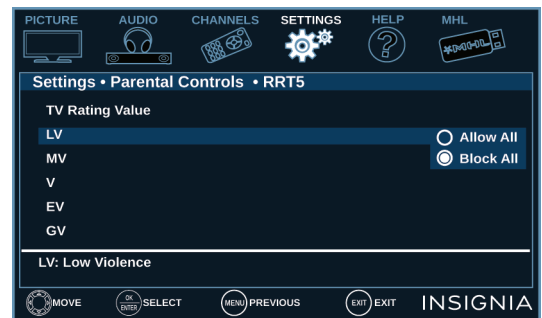 PICTURE AUDIO CHANNELS SETTINGS HELP MHL
MHL
Settings • Parental Controls • RRT5
TV Rating Value
LV
Allow All
MV
Block All
V
EV
GV
LV: Low Violence
MOVE OK ENTER SELECT MENU PREVIOUS EXIT EXIT INSIGNIA